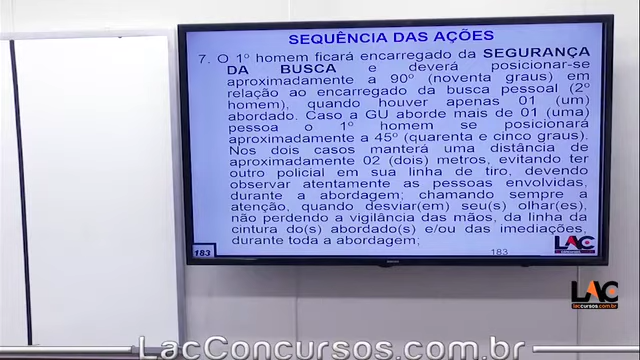 SEQUÊNCIA DAS AÇÕES
7. O 1º homem ficará encarregado da SEGURANÇA
DA BUSCA e deverá posicionar-se
aproximadamente a 90º (noventa graus) em
relação ao encarregado da busca pessoal (2º
homem), quando houver apenas 01 (um)
abordado. Caso a GU aborde mais de 01 (uma)
pessoa o 1º homem se posicionará
aproximadamente a 45º (quarenta e cinco graus).
Nos dois casos manterá uma distância de
aproximadamente 02 (dois) metros, evitando ter
outro policial em sua linha de tiro, devendo
observar atentamente as pessoas envolvidas,
durante a abordagem; chamando sempre a
atenção, quando desviar(em) seu(s) olhar(es),
não perdendo a vigilância das mãos, da linha da
cintura do(s) abordado(s) e/ou das imediações,
durante toda a abordagem;
183
183
LAC
CONCURSOS
SAMSUNG
LAC
laccursos.com.br
LacConcursos.com.br